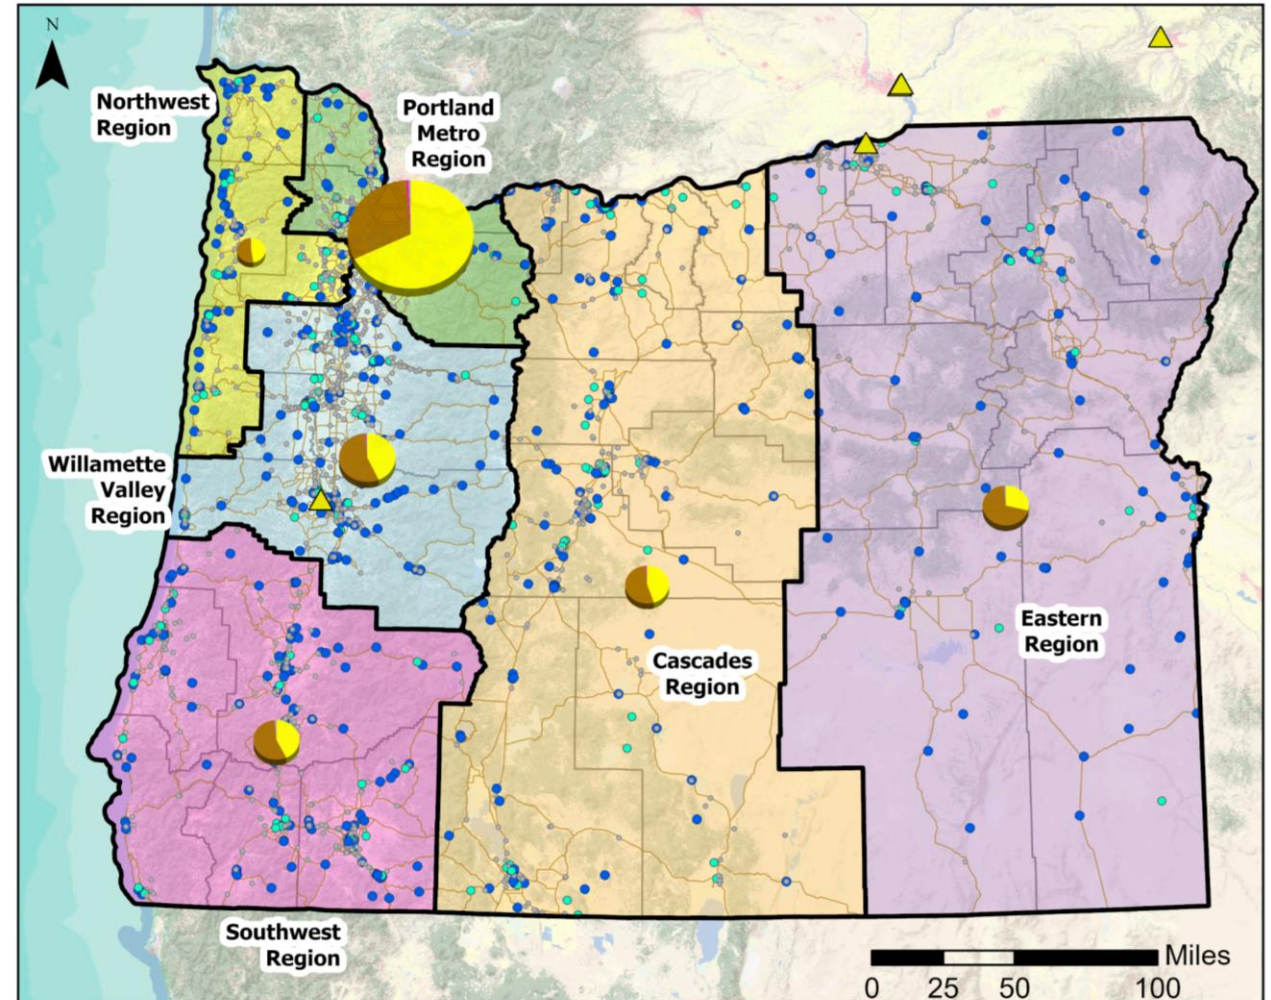 N
Northwest
Region
Portland
Metro
Region
Willamette
Valley
Region
Eastern
Region
Cascades
Region
Southwest
Region
Miles
0 25 50 100